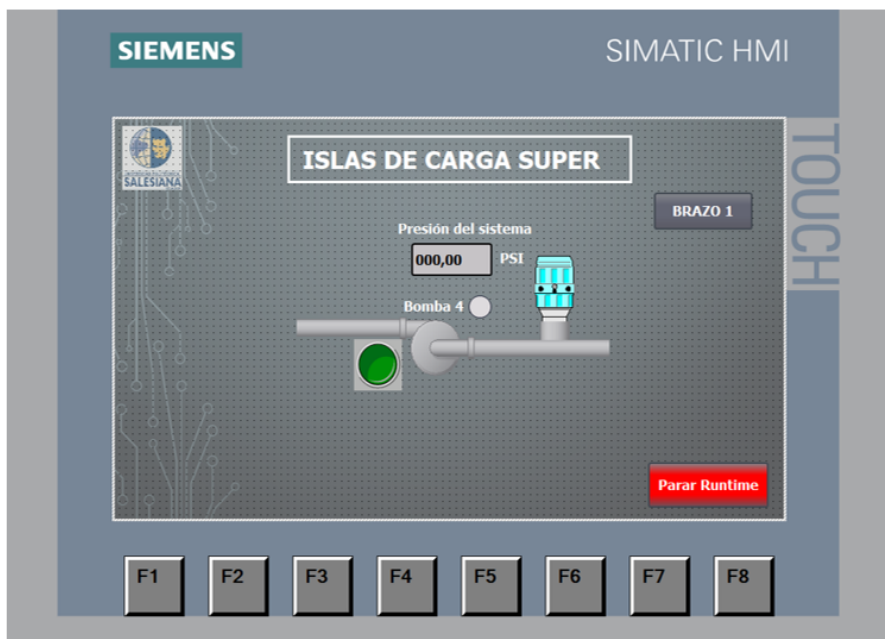 SIEMENS
SIMATIC HMI
TOUCH
SALESIANA
ISLAS DE CARGA SUPER
BRAZO 1
Presión del sistema
000,00 PSI
Bomba 4
Parar Runtime
F1 F2 F3 F4 F5 F6 F7 F8